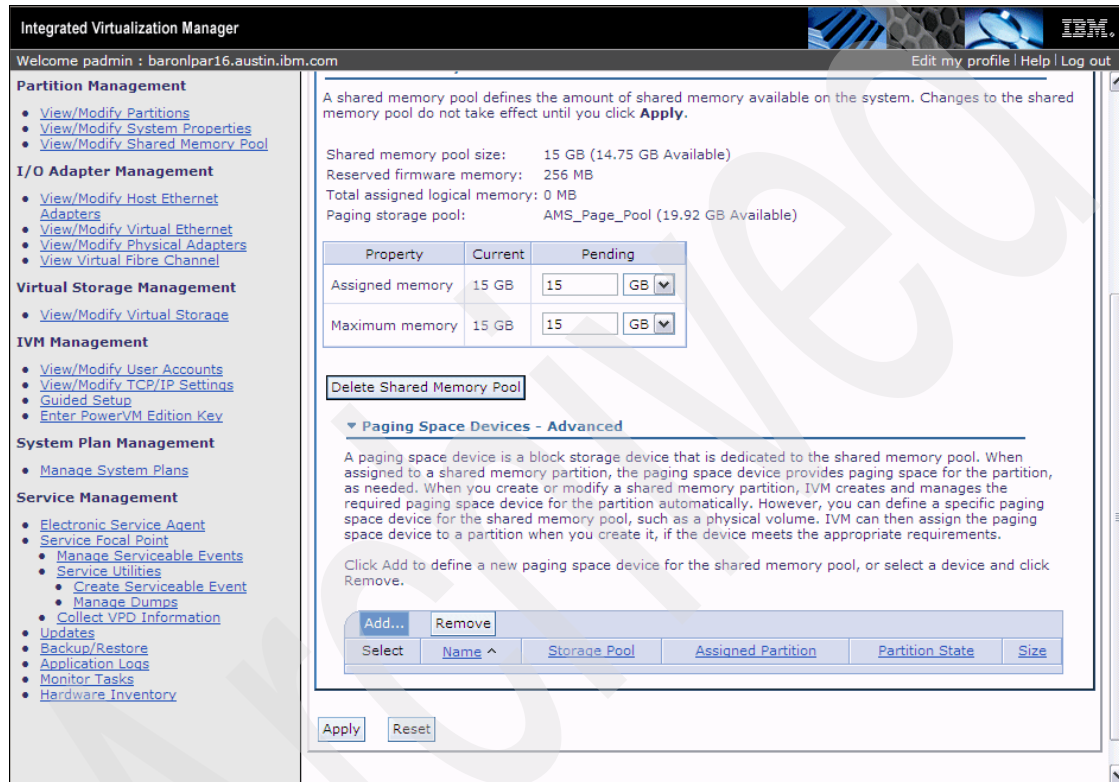 Integrated Virtualization Manager
IBM.
Welcome padmin : baronlpar16.austin.ibm.com
Edit my profile | Help | Log out
Partition Management
View/Modify Partitions
View/Modify System Properties
View/Modify Shared Memory Pool
I/O Adapter Management
View/Modify Host Ethernet
Adapters
View/Modify Virtual Ethernet
View/Modify Physical Adapters
View Virtual Fibre Channel
Virtual Storage Management
View/Modify Virtual Storage
IVM Management
View/Modify User Accounts
View/Modify TCP/IP Settings
Guided Setup
Enter PowerVM Edition Key
System Plan Management
Manage System Plans
Service Management
Electronic Service Agent
Service Focal Point
Manage Serviceable Events
Service Utilities
Create Serviceable Event
Manage Dumps
Collect VPD Information
Updates
Backup/Restore
Application Logs
Monitor Tasks
Hardware Inventory
A shared memory pool defines the amount of shared memory available on the system. Changes to the shared
memory pool do not take effect until you click Apply.
Shared memory pool size: 15 GB (14.75 GB Available)
Reserved firmware memory: 256 MB
Total assigned logical memory: 0 MB
Paging storage pool: AMS_Page_Pool (19.92 GB Available)
Property Current Pending
Assigned memory 15 GB 15 GB
Maximum memory 15 GB 15 GB
Delete Shared Memory Pool
Paging Space Devices - Advanced
A paging space device is a block storage device that is dedicated to the shared memory pool. When
assigned to a shared memory partition, the paging space device provides paging space for the partition,
as needed. When you create or modify a shared memory partition, IVM creates and manages the
required paging space device for the partition automatically. However, you can define a specific paging
space device for the shared memory pool, such as a physical volume. IVM can then assign the paging
space device to a partition when you create it, if the device meets the appropriate requirements.
Click Add to define a new paging space device for the shared memory pool, or select a device and click
Remove.
Add... Remove
Select Name ^ Storage Pool Assigned Partition Partition State Size
Apply Reset
Archived